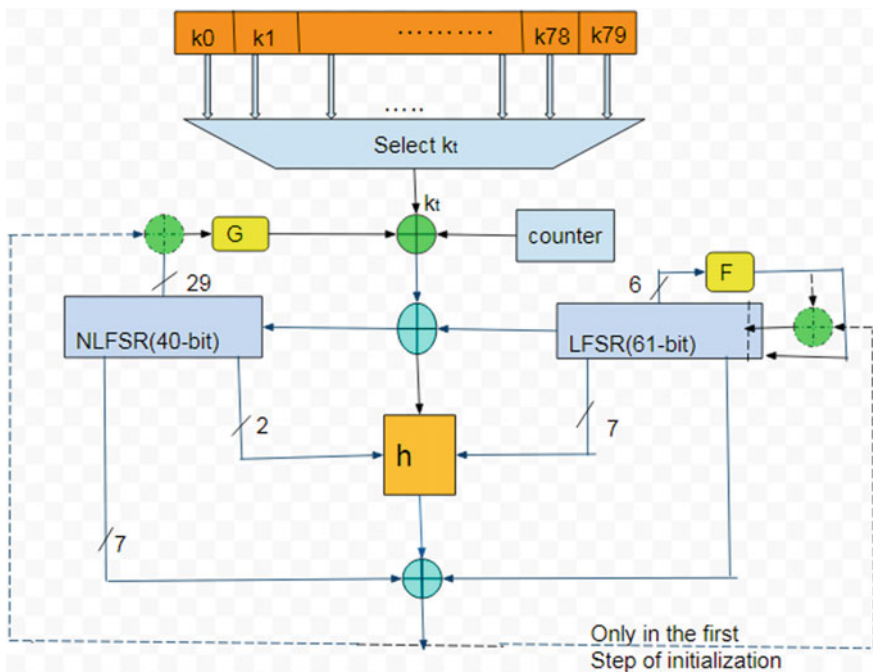 k0 k1 ………. k78 k79
…..
Select kt
kt
G
counter
29
6
F
NLFSR(40-bit)
LFSR(61-bit)
2
7
h
7
Only in the first
Step of initialization